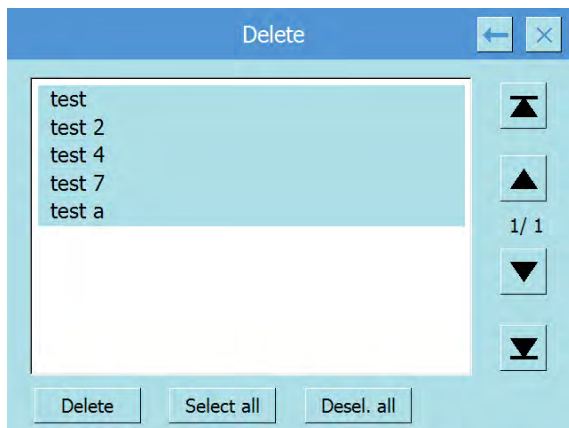 Delete
test
test 2
test 4
test 7
test a
1/ 1
Delete
Select all
Desel. all